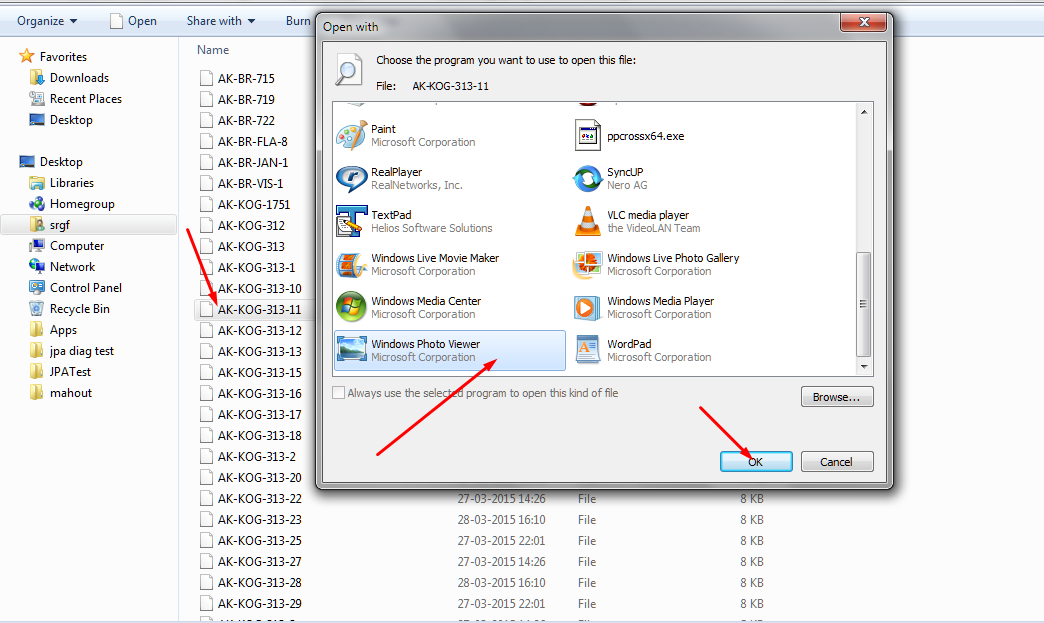 Organize
Open
Share with
Burn
Favorites
Downloads
Recent Places
Desktop
Desktop
Libraries
Homegroup
srgf
Computer
Network
Control Panel
Recycle Bin
Apps
jpa diag test
JPATest
mahout
Name
AK-BR-715
AK-BR-719
AK-BR-722
AK-BR-FLA-8
AK-BR-JAN-1
AK-BR-VIS-1
AK-KOG-1751
AK-KOG-312
AK-KOG-313
AK-KOG-313-1
AK-KOG-313-10
AK-KOG-313-11
AK-KOG-313-12
AK-KOG-313-13
AK-KOG-313-15
AK-KOG-313-16
AK-KOG-313-17
AK-KOG-313-18
AK-KOG-313-2
AK-KOG-313-20
AK-KOG-313-22 27-03-2015 14:26 File 8 KB
AK-KOG-313-23 28-03-2015 16:10 File 8 KB
AK-KOG-313-25 27-03-2015 22:01 File 8 KB
AK-KOG-313-27 27-03-2015 14:26 File 8 KB
AK-KOG-313-28 28-03-2015 16:10 File 8 KB
AK-KOG-313-29 27-03-2015 22:01 File 8 KB
Open with
Choose the program you want to use to open this file:
File: AK-KOG-313-11
Paint
Microsoft Corporation
ppcrossx64.exe
RealPlayer
RealNetworks, Inc.
SyncUP
Nero AG
TextPad
Helios Software Solutions
VLC media player
the VideoLAN Team
Windows Live Movie Maker
Microsoft Corporation
Windows Live Photo Gallery
Microsoft Corporation
Windows Media Center
Microsoft Corporation
Windows Media Player
Microsoft Corporation
Windows Photo Viewer
Microsoft Corporation
WordPad
Microsoft Corporation
Always use the selected program to open this kind of file
Browse...
OK
Cancel